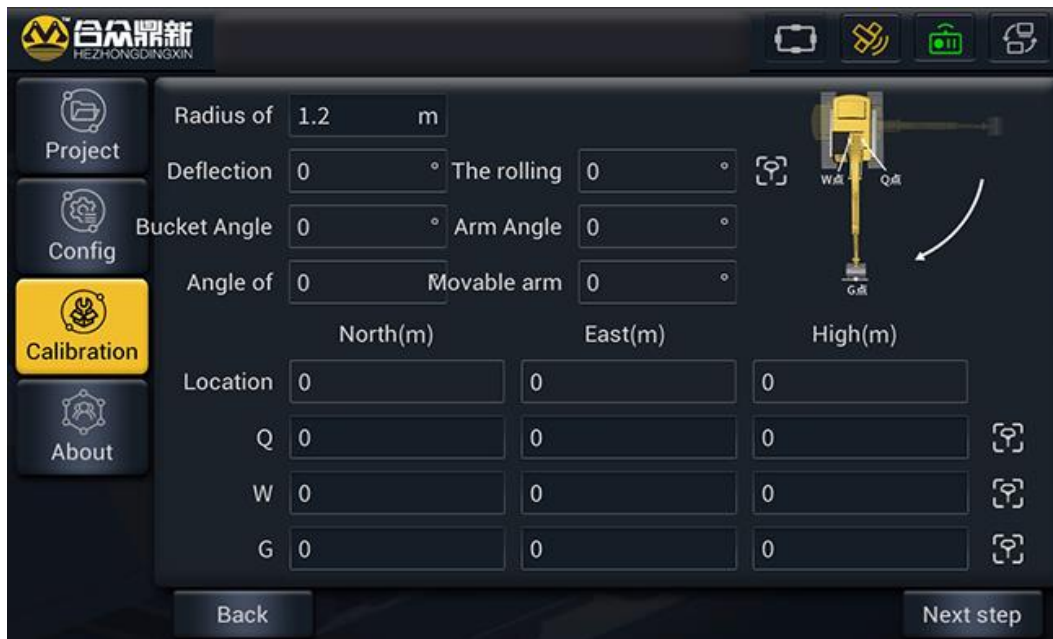 合众鼎新
HEZHONGDINGXIN
Project
Config
Calibration
About
Radius of 1.2 m
Deflection 0 ° The rolling 0 °
W点 Q点
Bucket Angle 0 ° Arm Angle 0 °
Angle of 0 Movable arm 0 °
G点
North(m) East(m) High(m)
Location 0 0 0
Q 0 0 0
W 0 0 0
G 0 0 0
Back Next step